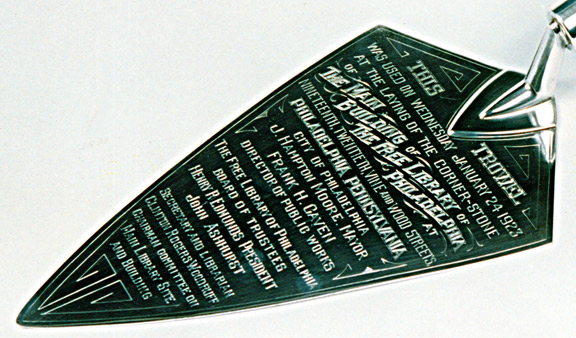 THIS TROWEL
WAS USED ON WEDNESDAY JANUARY 24, 1923
AT THE LAYING OF THE CORNER-STONE
OF
THE MAIN BUILDING OF
THE FREE LIBRARY OF PHILADELPHIA
AT
NINETEENTH, TWENTIETH, VINE AND WOOD STREETS,
PHILADELPHIA PENNSYLVANIA
CITY OF PHILADELPHIA
J. HAMPTON MOORE, MAYOR
FRANK H. CAVEN
DIRECTOR OF PUBLIC WORKS
THE FREE LIBRARY OF PHILADELPHIA
BOARD OF TRUSTEES
HENRY R. EDMUNDS, PRESIDENT
JOHN ASHHURST
SECRETARY AND LIBRARIAN
CLINTON ROGERS WOODRUFF
CHAIRMAN COMMITTEE ON
MAIN LIBRARY SITE
AND BUILDING